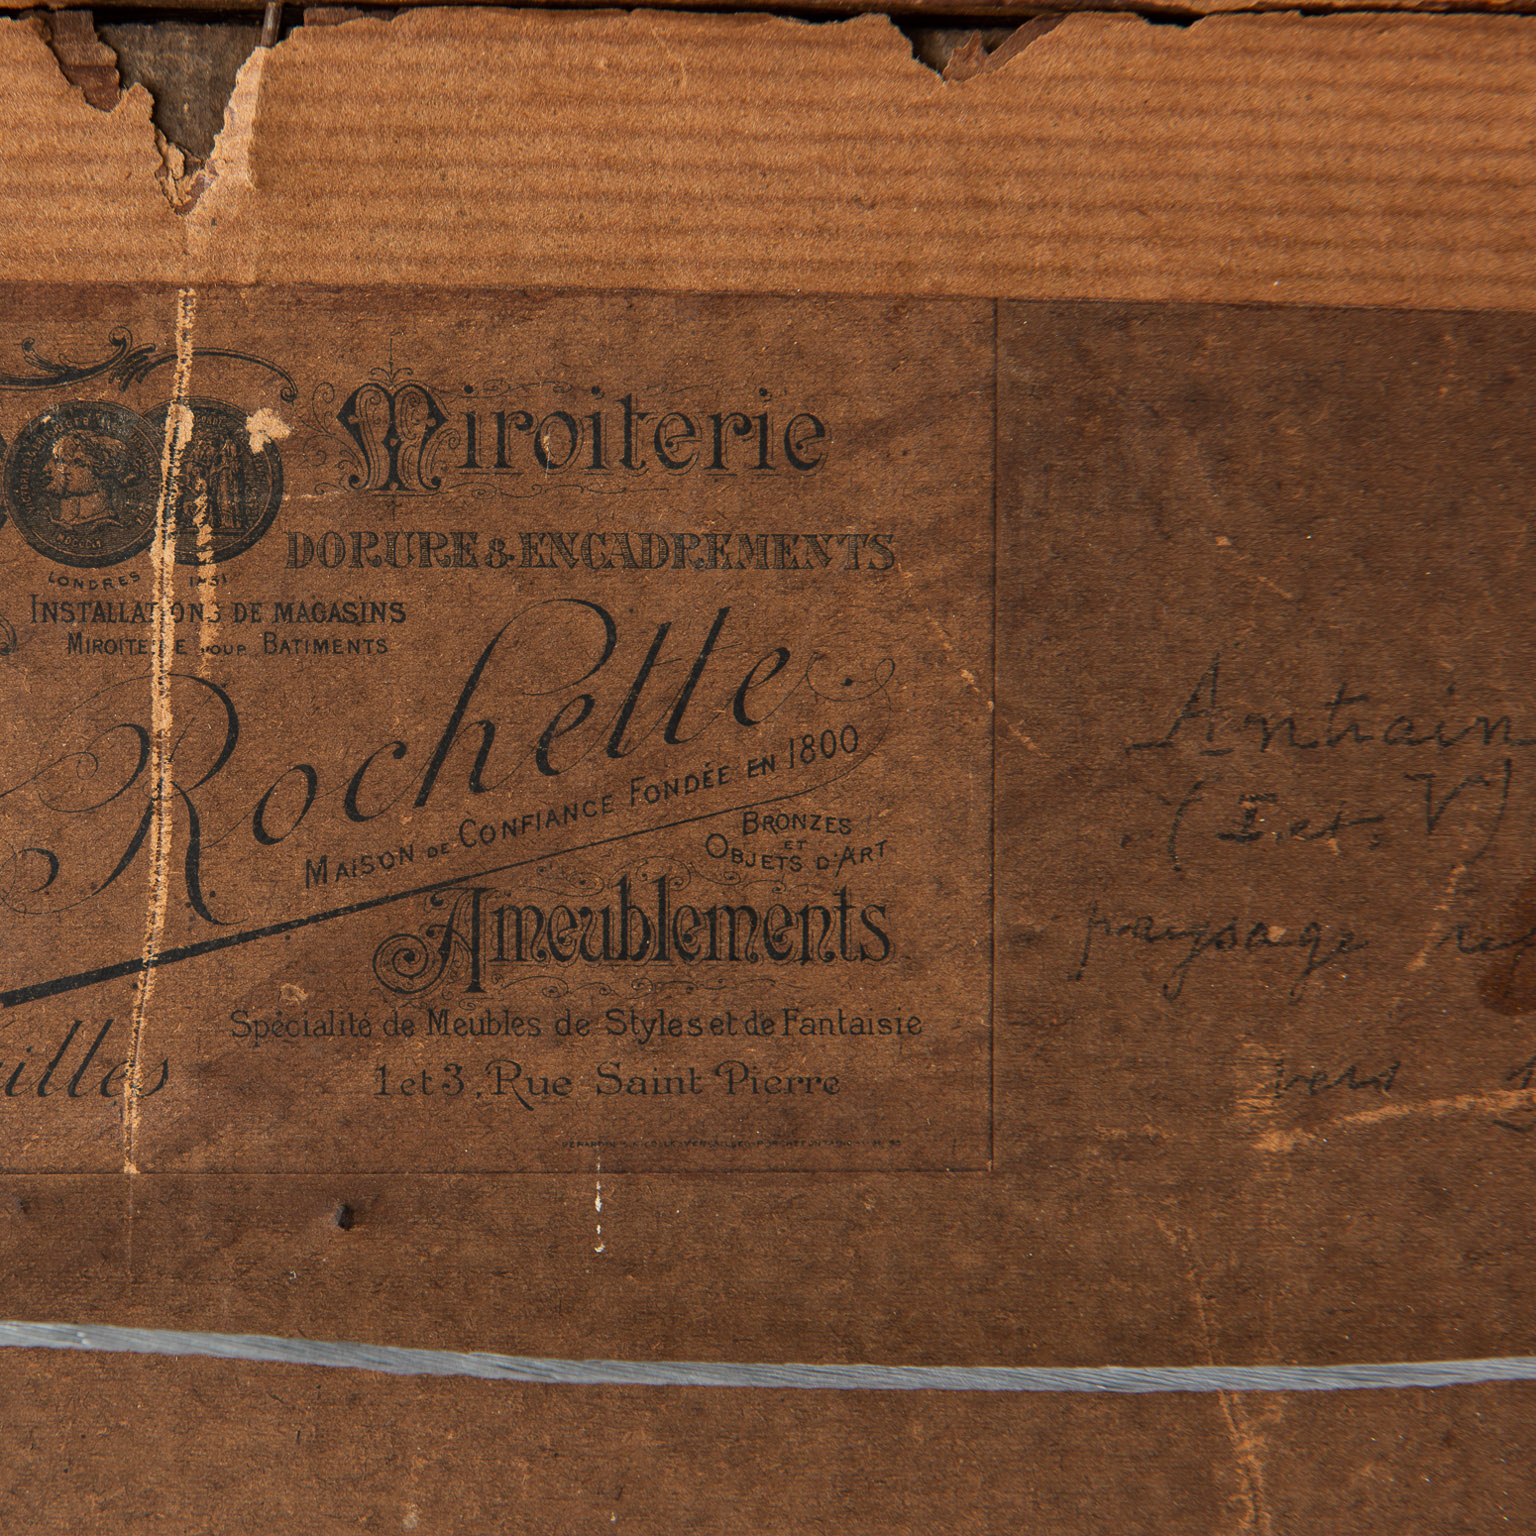 Miroiterie
DORURE & ENCADREMENTS
LONDRES
INSTALLATIONS DE MAGASINS
MIROITERIE POUR BATIMENTS
Rochette
MAISON DE CONFIANCE FONDÉE EN 1800
BRONZES
ET
OBJETS D'ART
Ameublements
Spécialité de Meubles de Styles et de Fantaisie
illes
1 et 3, Rue Saint Pierre
Antrain
(I. et. V)
paysage
vers